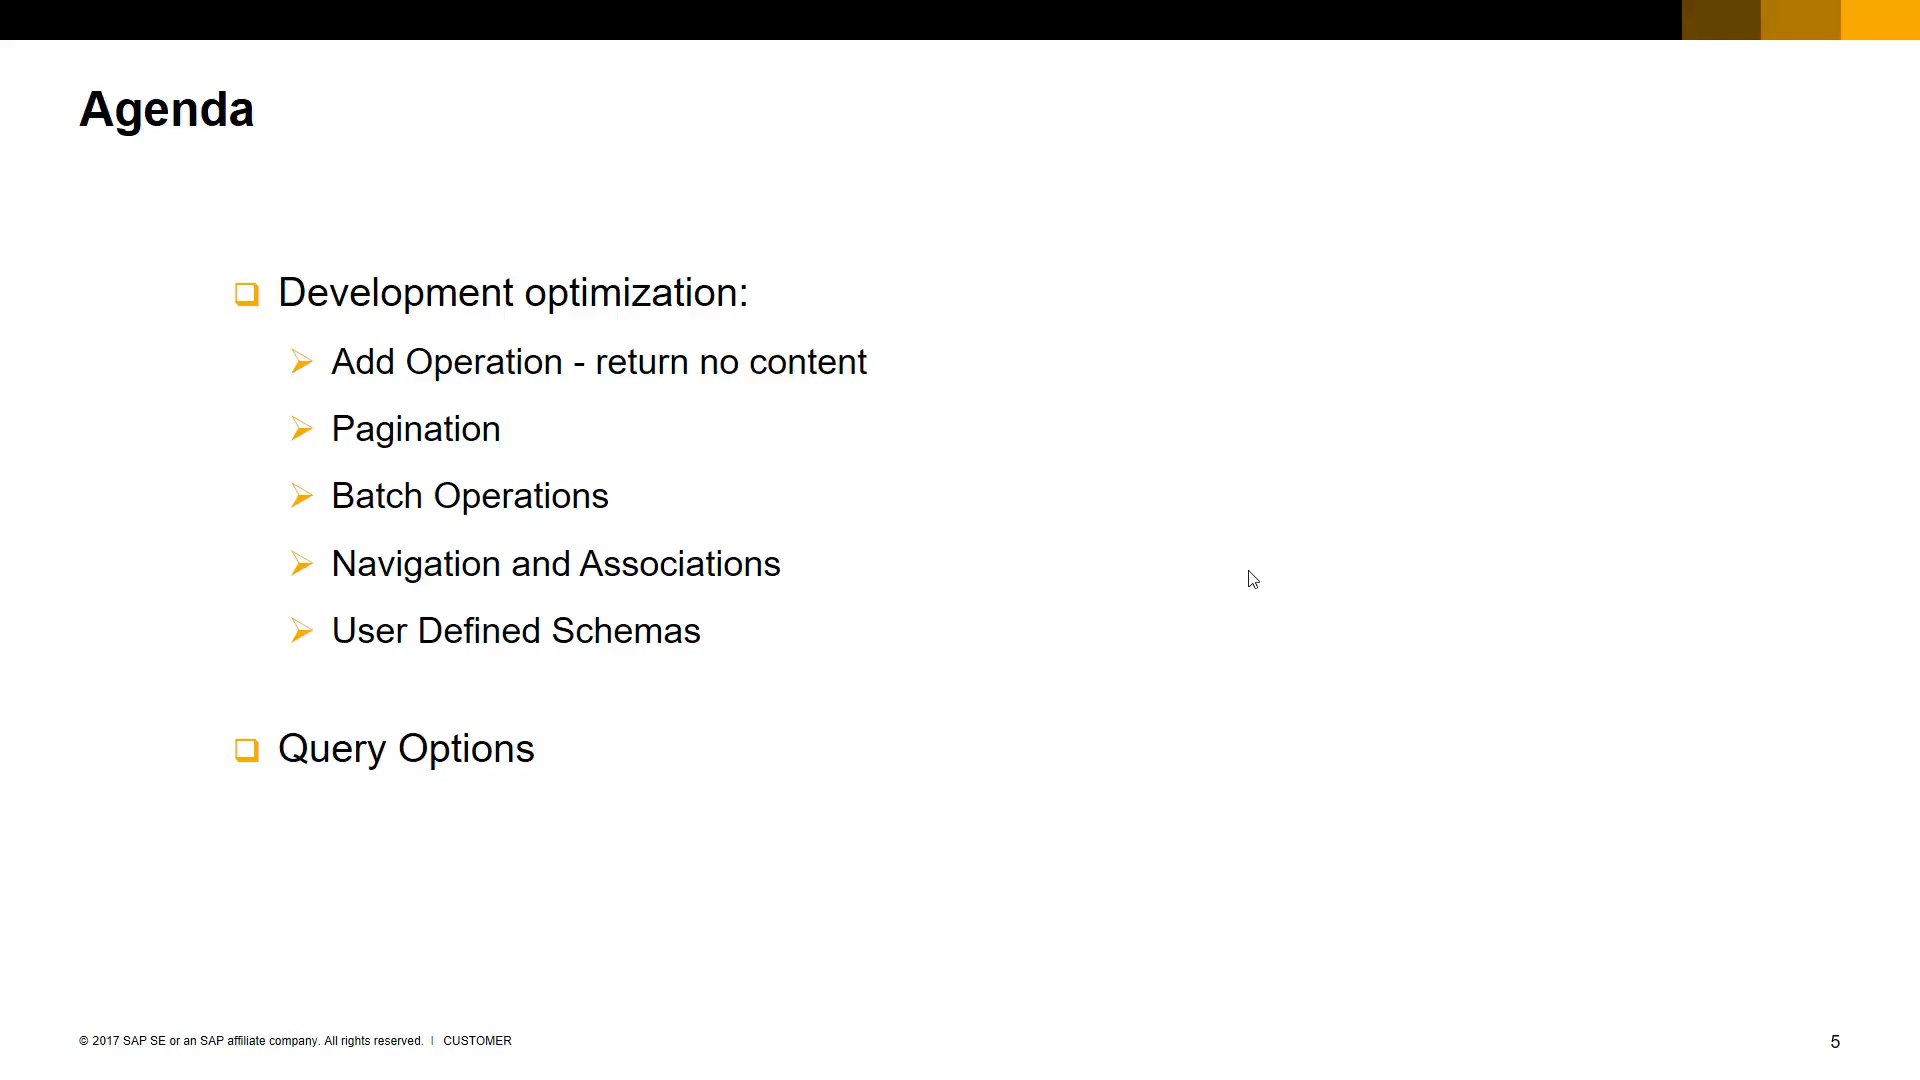 Agenda
Development optimization:
Add Operation - return no content
Pagination
Batch Operations
Navigation and Associations
User Defined Schemas
Query Options
© 2017 SAP SE or an SAP affiliate company. All rights reserved. | CUSTOMER
5